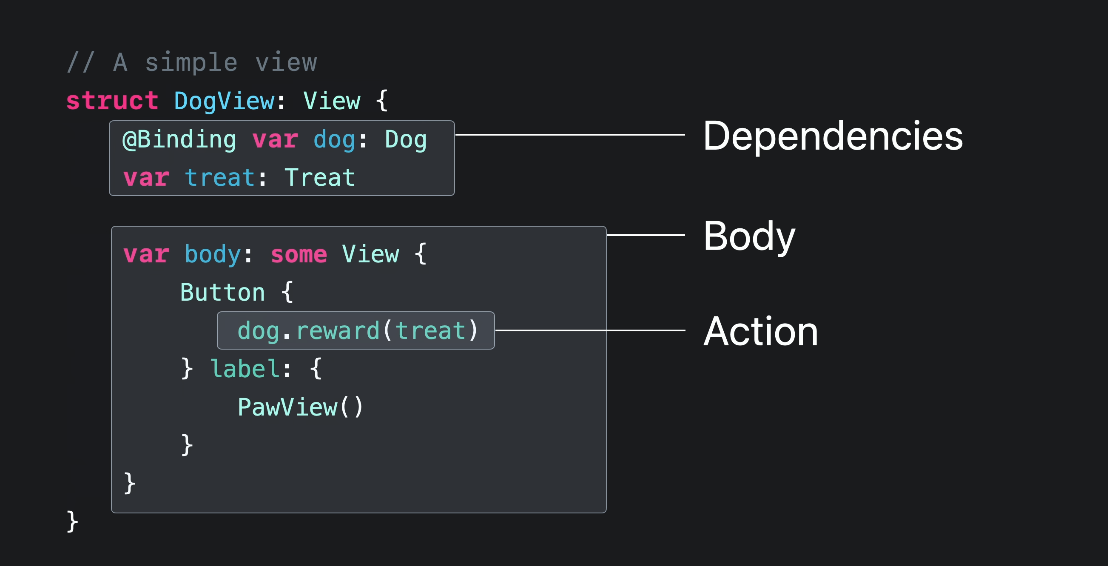 // A simple view
struct DogView: View {
@Binding var dog: Dog
var treat: Treat
Dependencies
var body: some View {
Body
Button {
dog.reward(treat)
Action
} label: {
PawView()
}
}
}